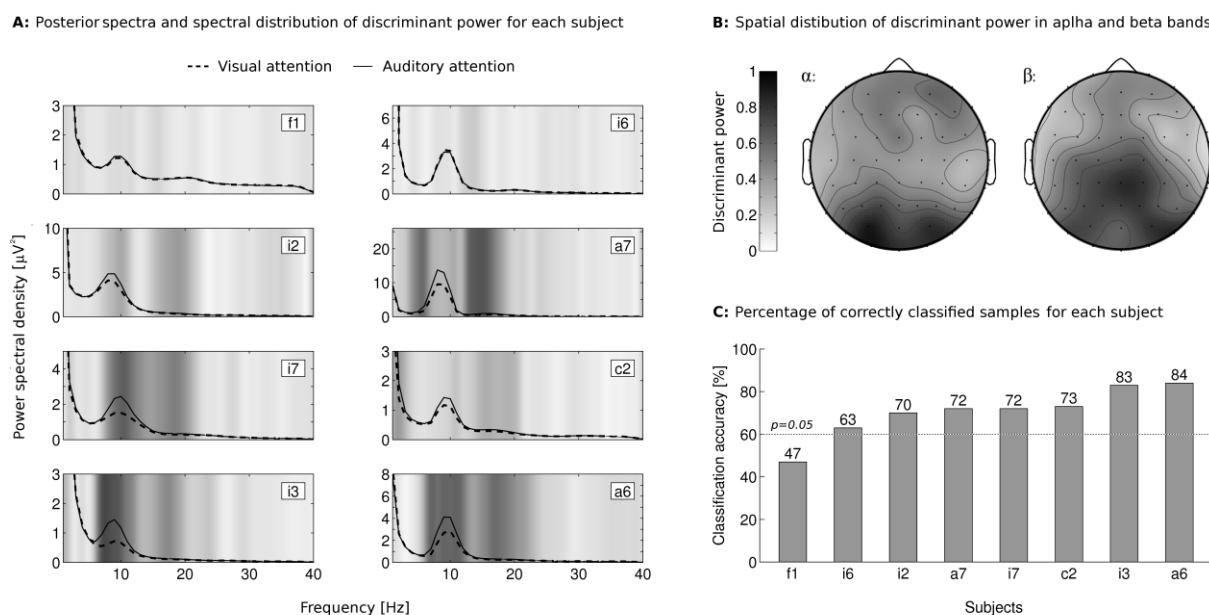 A: Posterior spectra and spectral distribution of discriminant power for each subject
Visual attention
Auditory attention
Power spectral density [μV²]
3
2
1
0
f1
6
4
2
0
i6
10
5
0
i2
20
10
0
a7
4
2
0
i7
3
2
1
0
c2
3
2
1
0
i3
10 20 30 40
8
6
4
2
0
a6
10 20 30 40
Frequency [Hz]
B: Spatial distibution of discriminant power in aplha and beta bands
Discriminant power
1
0.8
0.6
0.4
0.2
0
α:
β:
C: Percentage of correctly classified samples for each subject
Classification accuracy [%]
100
80
60
40
20
0
p=0.05
47 63 70 72 72 73 83 84
f1 i6 i2 a7 i7 c2 i3 a6
Subjects